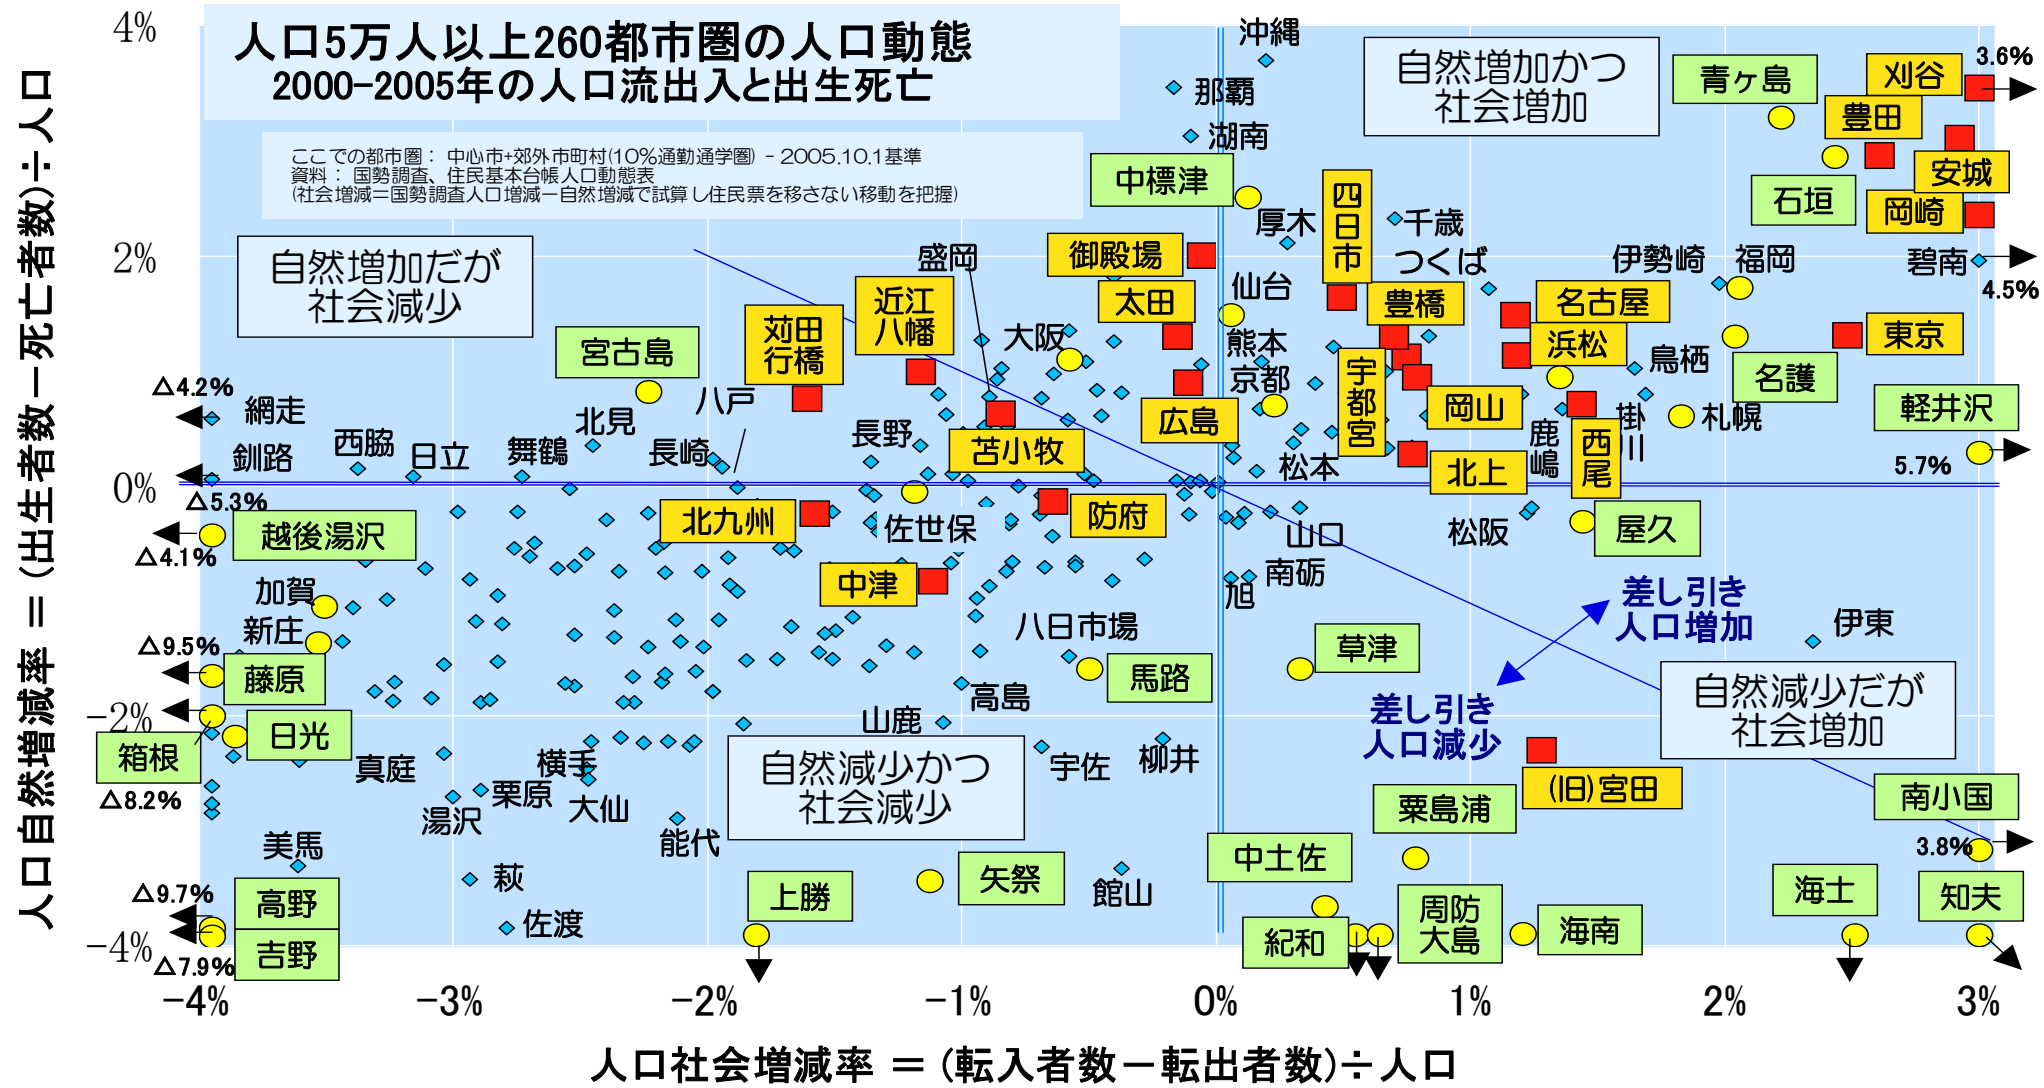 人口5万人以上260都市圏の人口動態
2000-2005年の人口流出入と出生死亡
ここでの都市圏： 中心市+郊外市町村(10%通勤通学圏) - 2005.10.1基準
資料： 国勢調査、住民基本台帳人口動態表
(社会増減＝国勢調査人口増減－自然増減で試算し住民票を移さない移動を把握)
人口自然増減率 ＝ (出生者数－死亡者数)÷人口
4%
2%
0%
-2%
-4%
自然増加かつ
社会増加
自然増加だが
社会減少
自然減少かつ
社会減少
自然減少だが
社会増加
差し引き
人口増加
差し引き
人口減少
沖縄
那覇
湖南
中標津
厚木
四日市
千歳
つくば
青ヶ島
刈谷
3.6%
豊田
安城
石垣
岡崎
碧南
4.5%
伊勢崎
福岡
盛岡
御殿場
太田
仙台
豊橋
名古屋
浜松
東京
近江
八幡
苅田
行橋
宮古島
大阪
熊本
京都
宇都宮
鳥栖
名護
軽井沢
5.7%
△4.2%
網走
釧路
△5.3%
西脇
日立
舞鶴
北見
八戸
長崎
長野
苫小牧
広島
松本
岡山
北上
鹿嶋
西尾
掛川
札幌
越後湯沢
△4.1%
北九州
佐世保
防府
山口
松阪
屋久
中津
旭
南砺
加賀
新庄
△9.5%
藤原
日光
箱根
△8.2%
八日市場
馬路
草津
伊東
高島
山鹿
宇佐
柳井
真庭
湯沢
栗原
横手
大仙
能代
(旧)宮田
南小国
3.8%
粟島浦
中土佐
美馬
萩
佐渡
△9.7%
高野
吉野
△7.9%
上勝
矢祭
館山
紀和
周防
大島
海南
海士
知夫
-4%
-3%
-2%
-1%
0%
1%
2%
3%
人口社会増減率 ＝ (転入者数－転出者数)÷人口